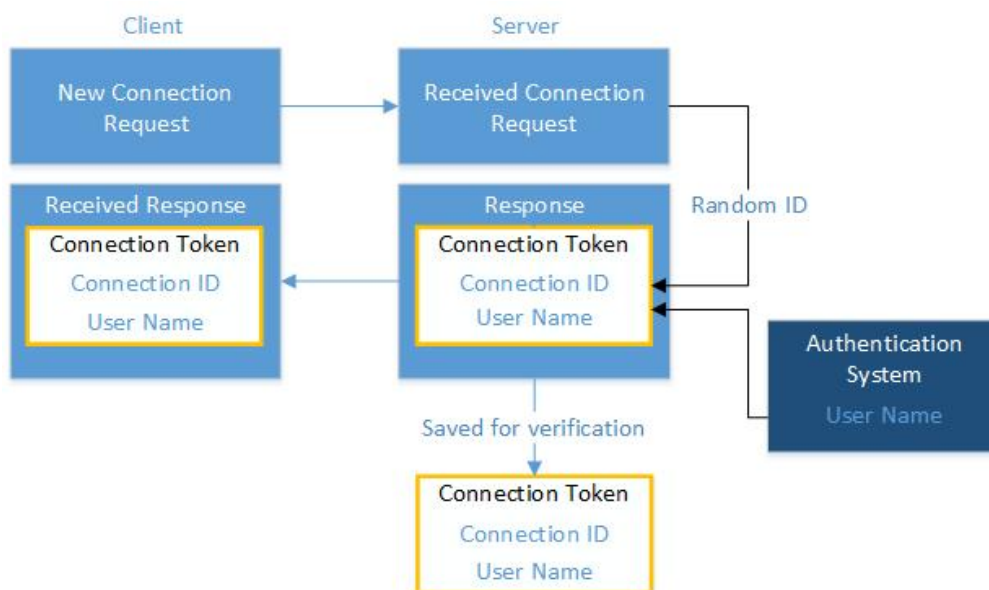 Client
Server
New Connection
Request
Received Connection
Request
Random ID
Received Response
Connection Token
Connection ID
User Name
Response
Connection Token
Connection ID
User Name
Authentication
System
User Name
Saved for verification
Connection Token
Connection ID
User Name